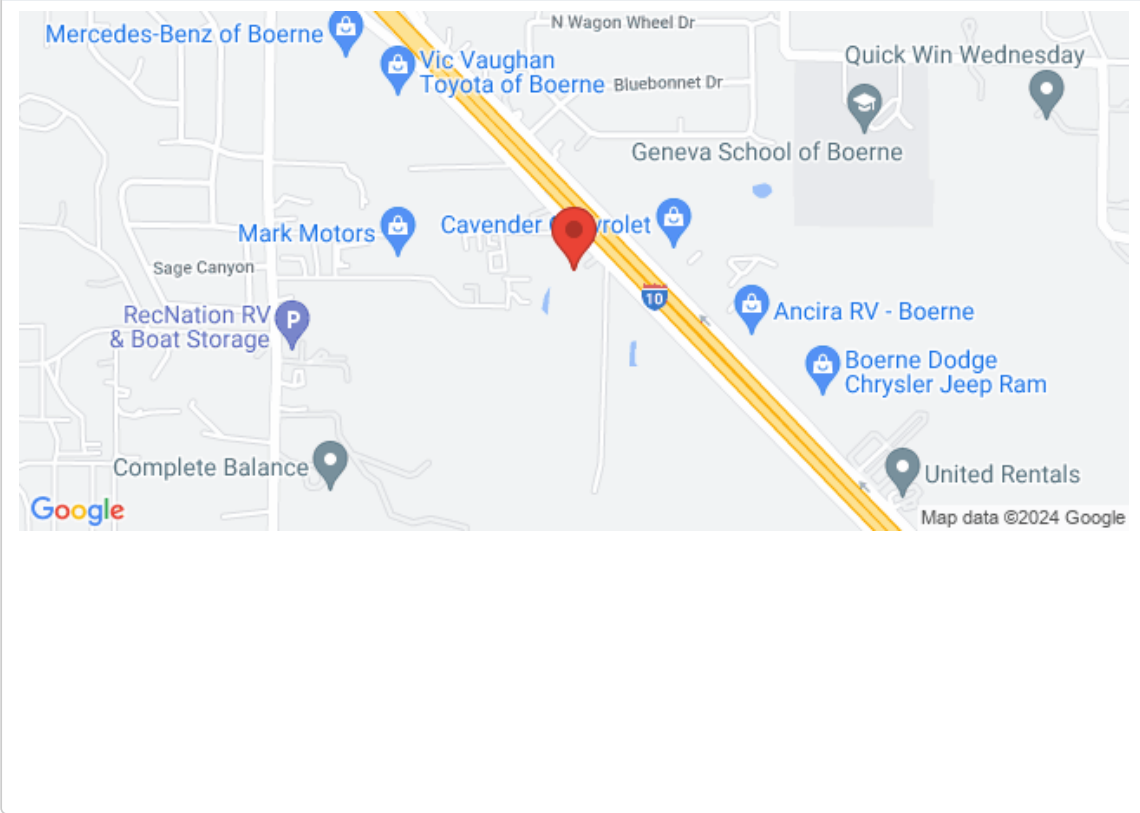 N Wagon Wheel Dr
Mercedes-Benz of Boerne
Quick Win Wednesday
Vic Vaughan
Toyota of Boerne
Bluebonnet Dr
Geneva School of Boerne
Cavender
vrolet
Mark Motors
Sage Canyon
10
RecNation RV
& Boat Storage
P
Ancira RV - Boerne
Boerne Dodge
Chrysler Jeep Ram
Complete Balance
United Rentals
Google
Map data ©2024 Google